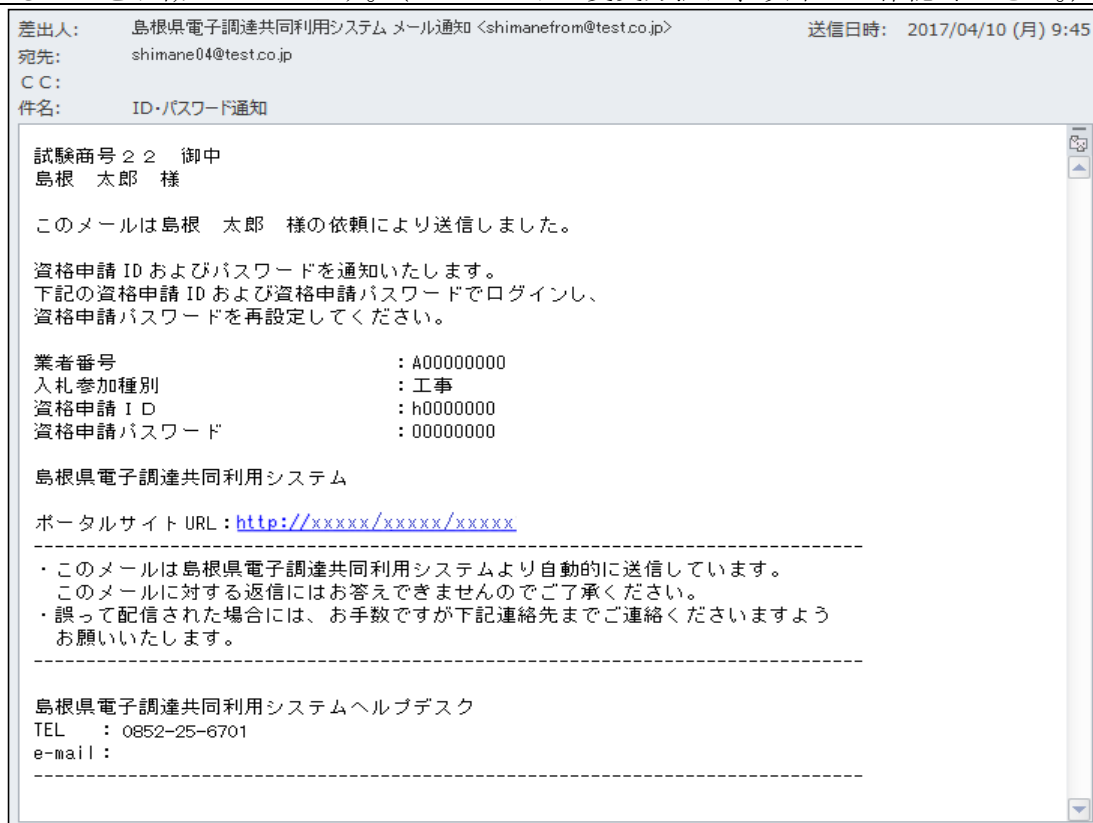 差出人: 島根県電子調達共同利用システム メール通知 <shimanefrom@test.co.jp> 送信日時: 2017/04/10 (月) 9:45
宛先: shimane04@test.co.jp
ＣＣ:
件名: ID・パスワード通知
試験商号２２　御中
島根　太郎　様
このメールは島根　太郎　様の依頼により送信しました。
資格申請 ID およびパスワードを通知いたします。
下記の資格申請 ID および資格申請パスワードでログインし、
資格申請パスワードを再設定してください。
業者番号 ：A00000000
入札参加種別 ：工事
資格申請ＩＤ ：h0000000
資格申請パスワード ：00000000
島根県電子調達共同利用システム
ポータルサイト URL：http://xxxxx/xxxxx/xxxxx
--------------------------------------------------------------------------------
・このメールは島根県電子調達共同利用システムより自動的に送信しています。
このメールに対する返信にはお答えできませんのでご了承ください。
・誤って配信された場合には、お手数ですが下記連絡先までご連絡くださいますよう
お願いいたします。
--------------------------------------------------------------------------------
島根県電子調達共同利用システムヘルプデスク
TEL ：0852-25-6701
e-mail：
--------------------------------------------------------------------------------